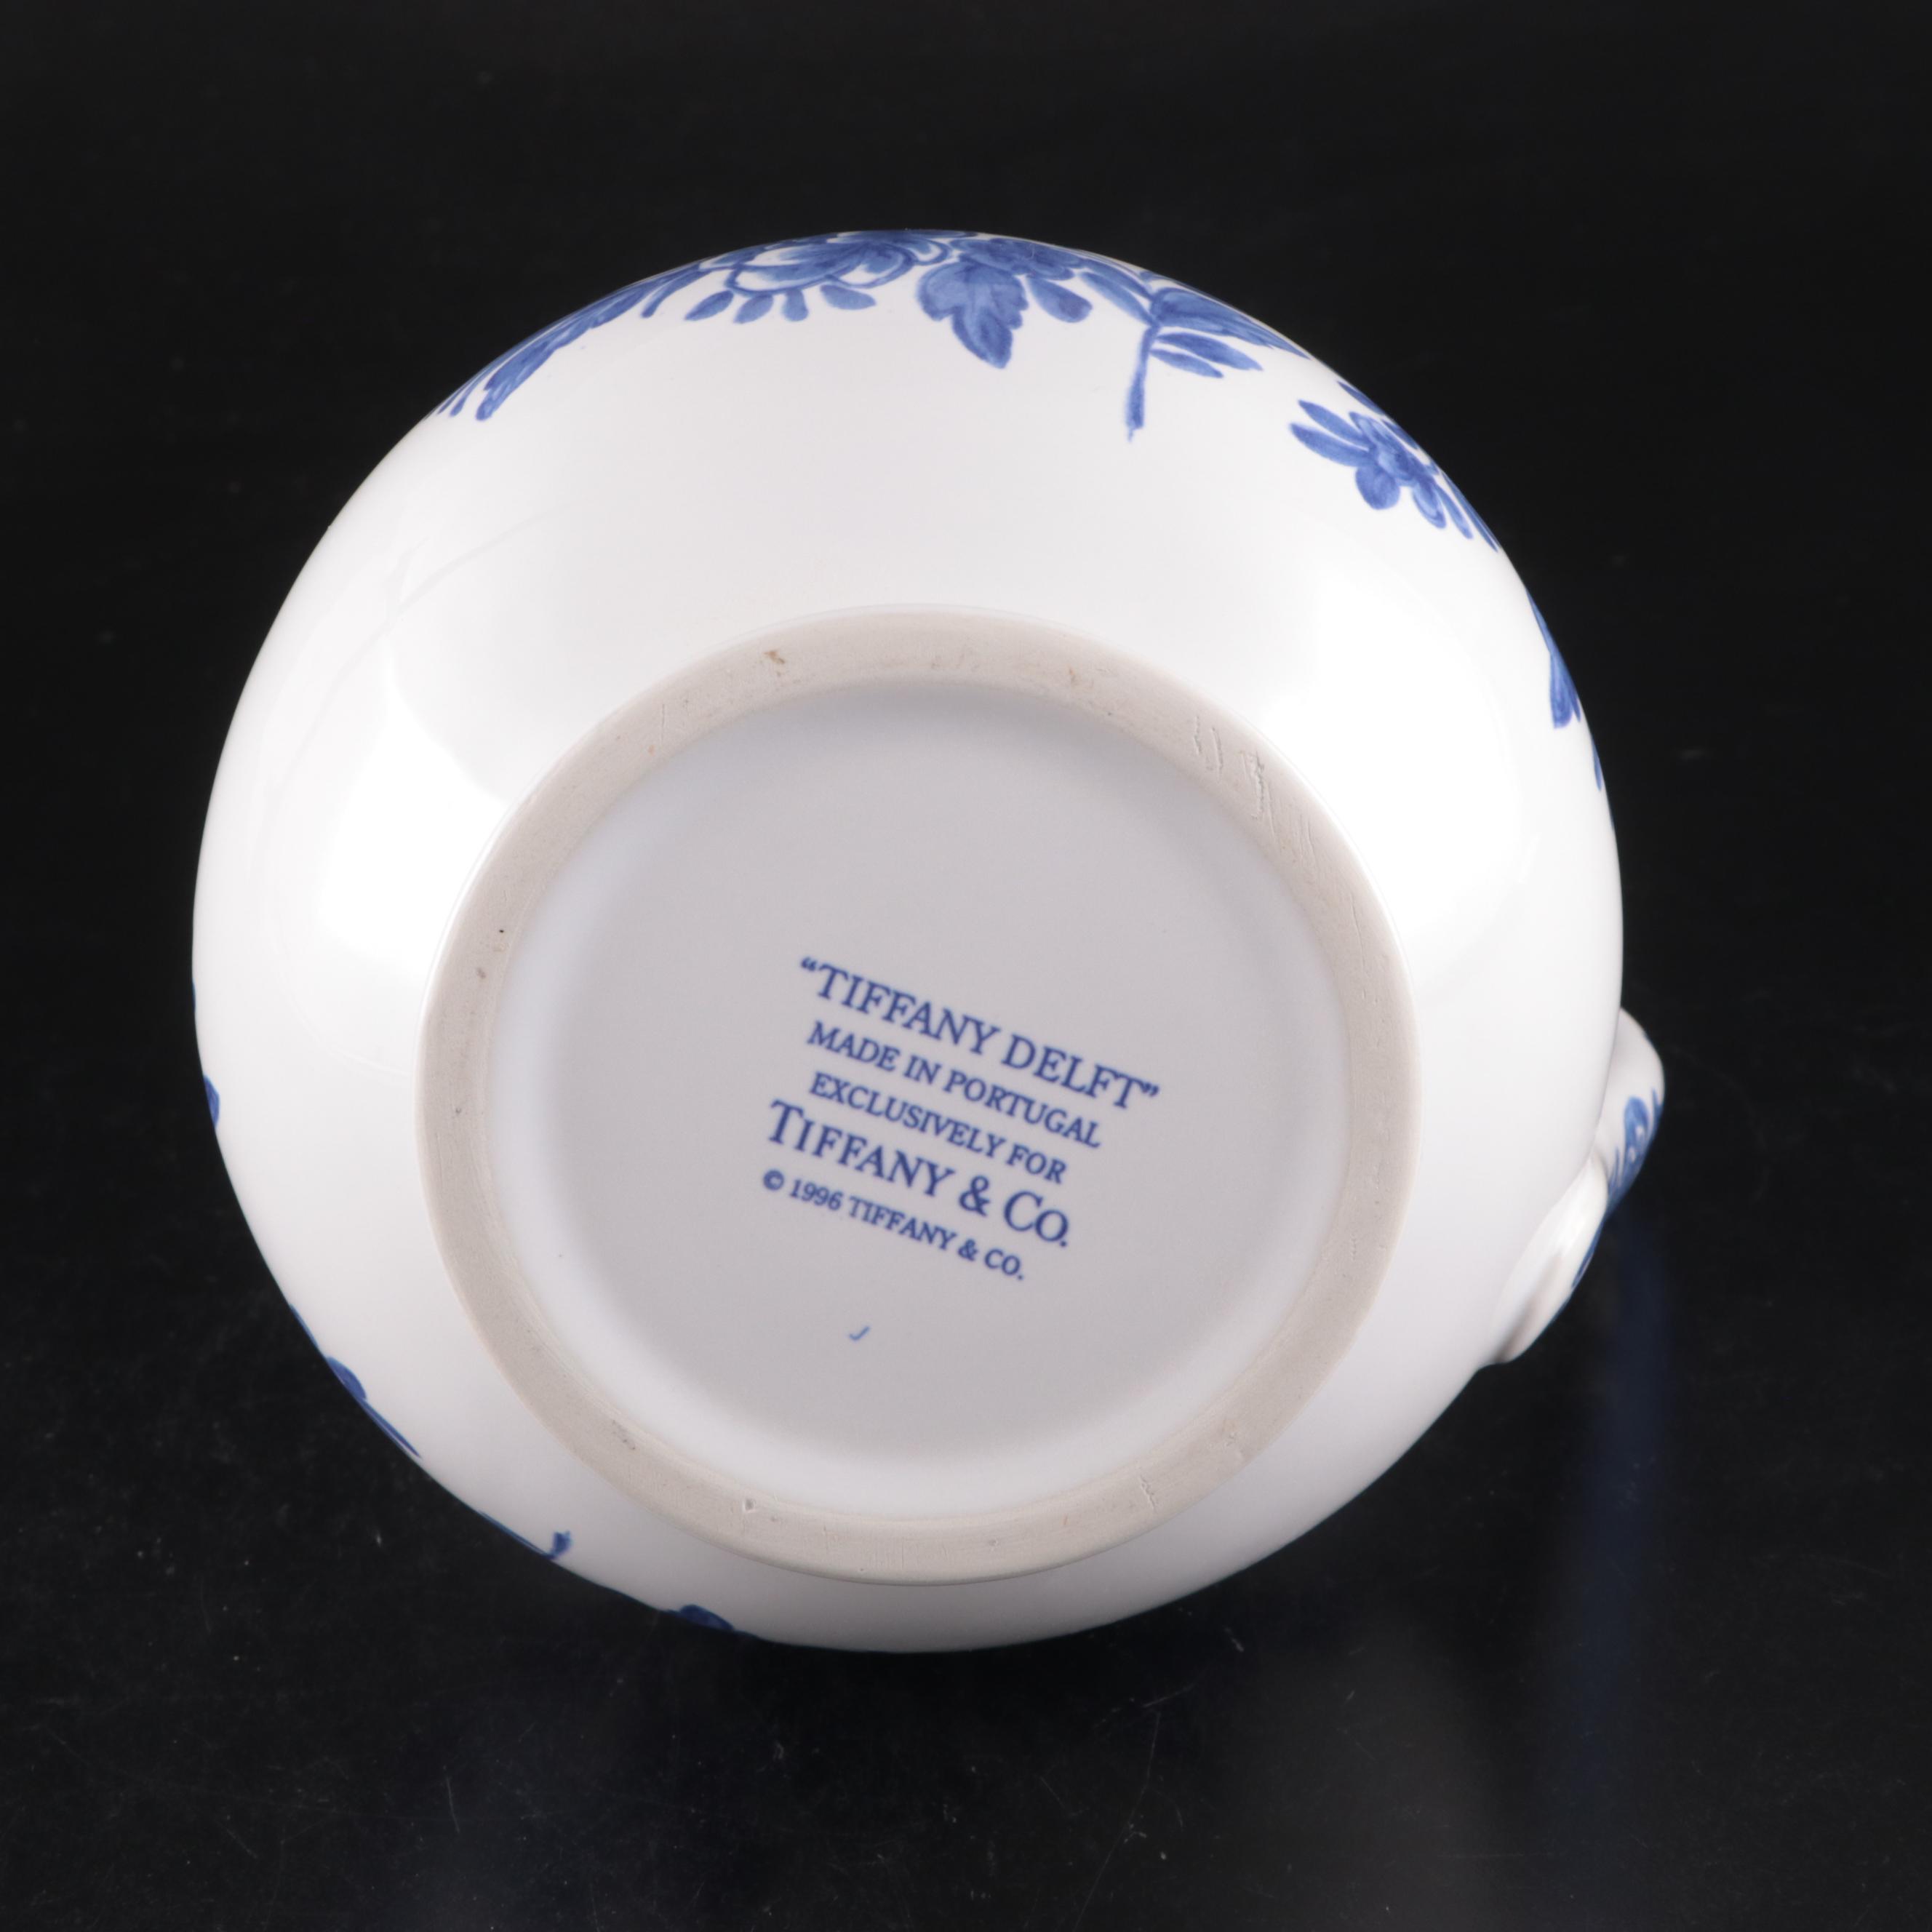 “TIFFANY DELFT”
MADE IN PORTUGAL
EXCLUSIVELY FOR
TIFFANY & CO.
© 1996 TIFFANY & CO.